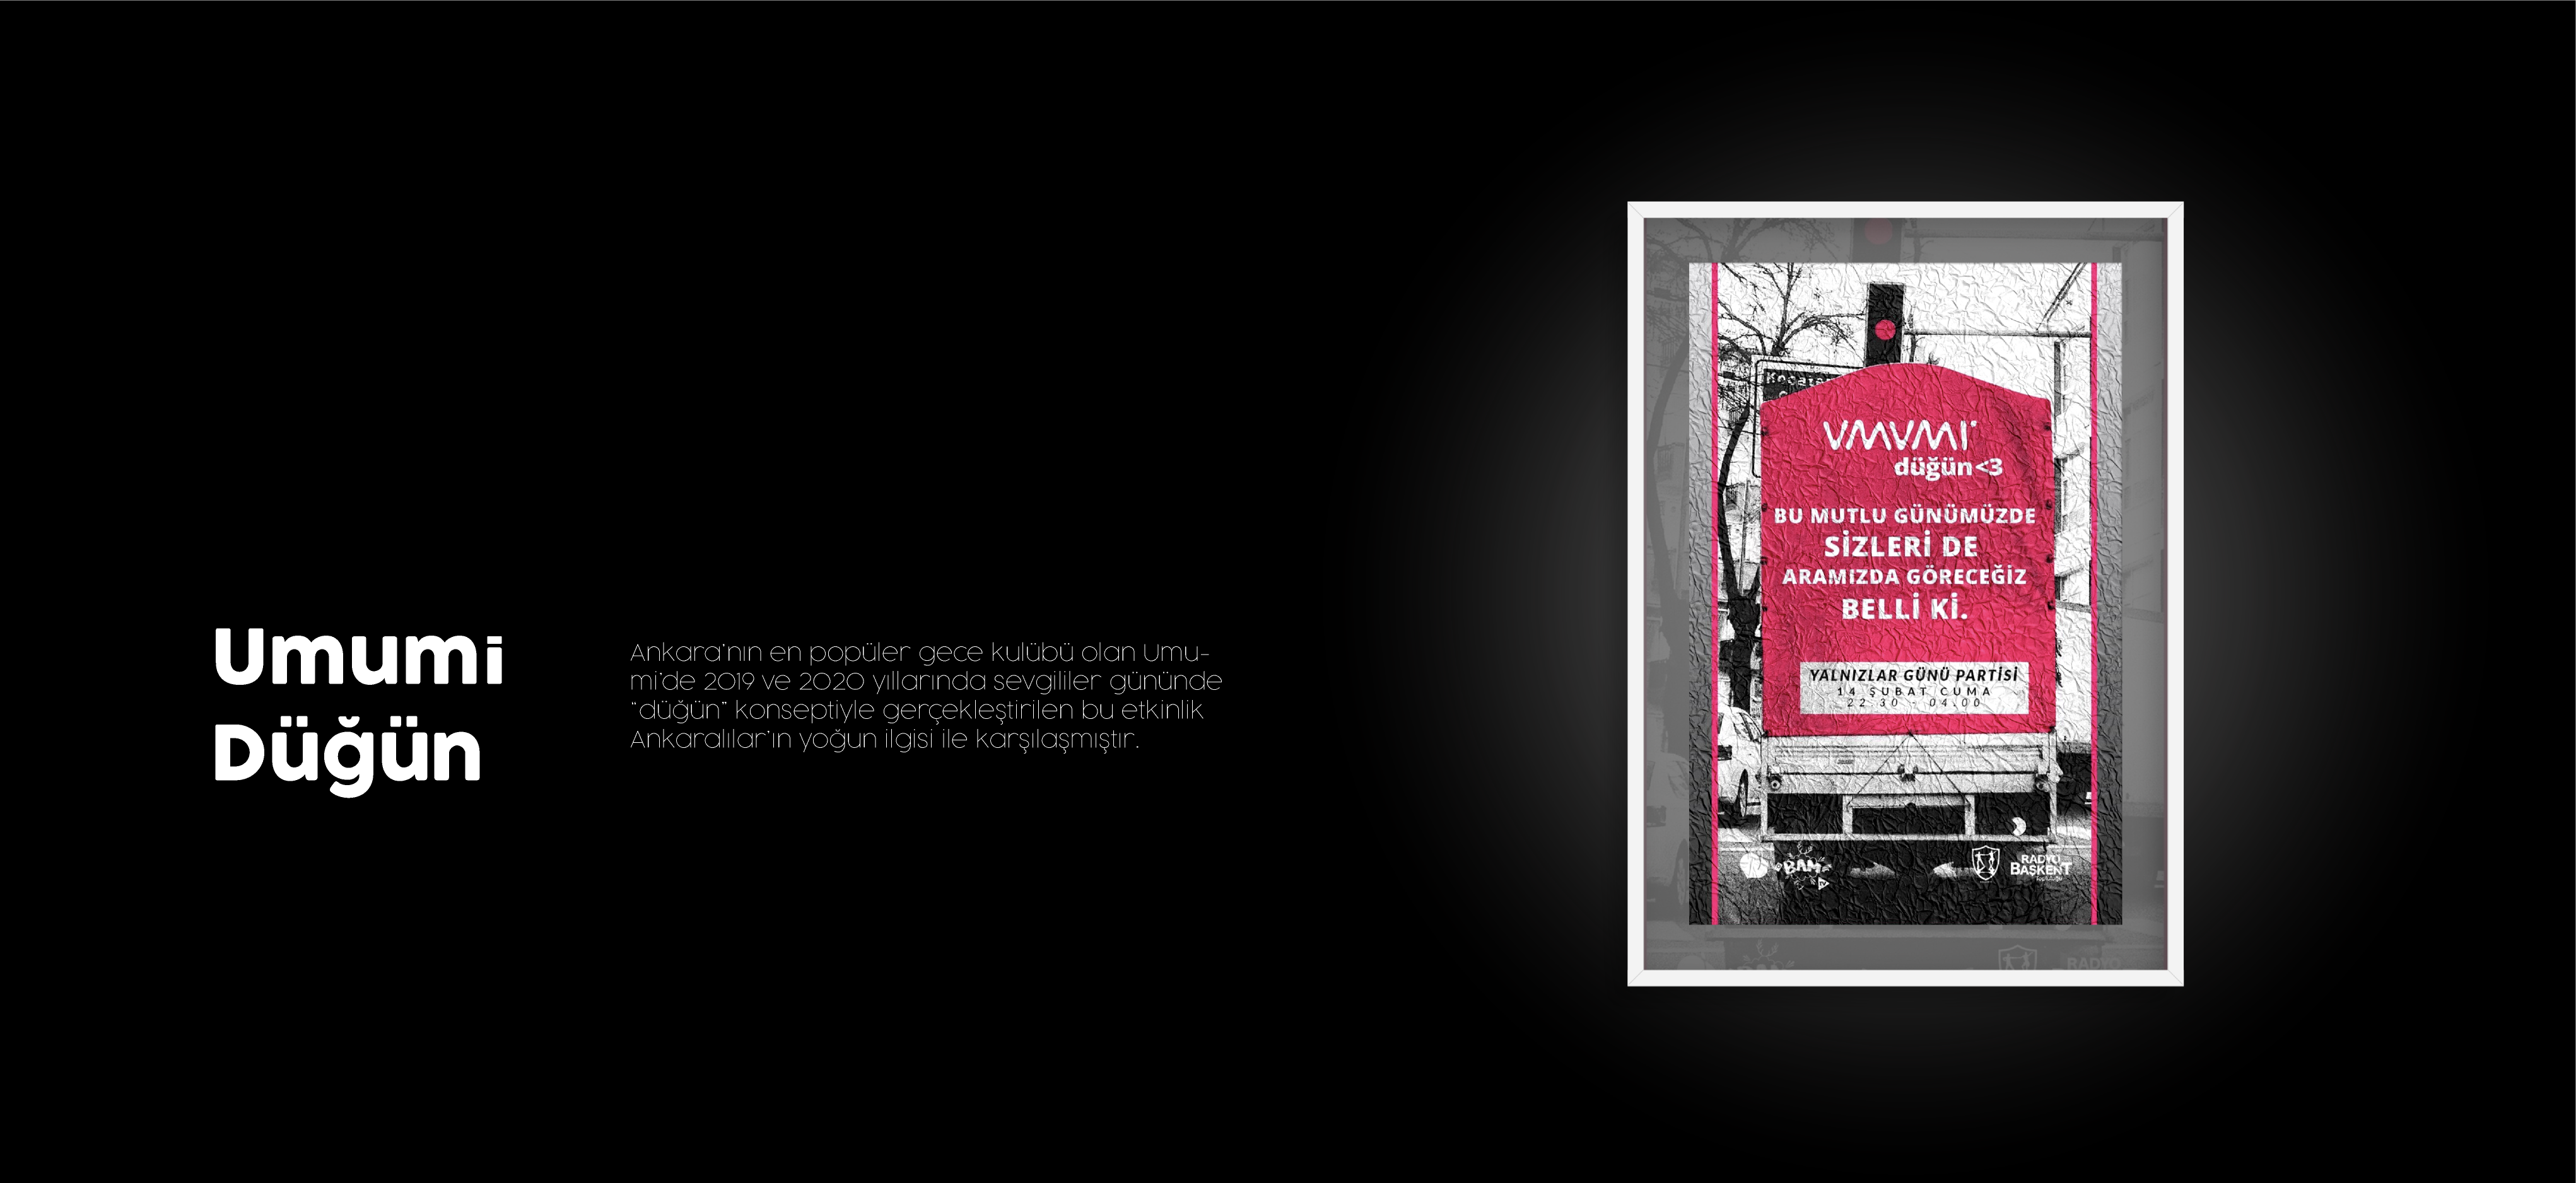 Umumi
Düğün
Ankara'nın en popüler gece kulübü olan Umu-
mi'de 2019 ve 2020 yıllarında sevgililer gününde
"düğün" konseptiyle gerçekleştirilen bu etkinlik
Ankaralılar'ın yoğun ilgisi ile karşılaşmıştır.
UMUMI
düğün<3
BU MUTLU GÜNÜMÜZDE
SİZLERİ DE
ARAMIZDA GÖRECEĞİZ
BELLİ Kİ.
YALNIZLAR GÜNÜ PARTİSİ
14 ŞUBAT CUMA
22 30 - 04.00
BAM
RADYO
BAŞKENT